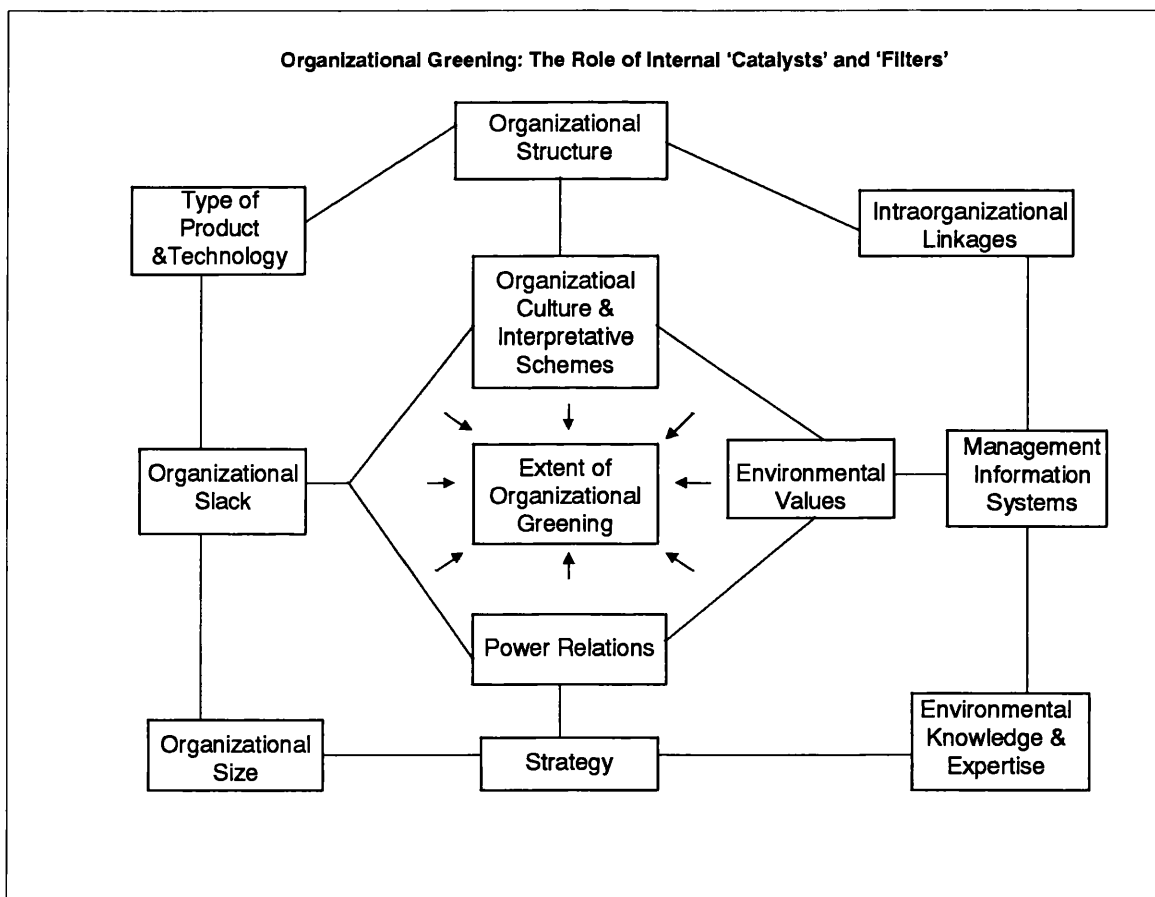 Organizational Greening: The Role of Internal 'Catalysts' and 'Filters'
Organizational
Structure
Type of
Product
&Technology
Intraorganizational
Linkages
Organizatioal
Culture &
Interpretative
Schemes
Organizational
Slack
Extent of
Organizational
Greening
Environmental
Values
Management
Information
Systems
Power Relations
Organizational
Size
Strategy
Environmental
Knowledge &
Expertise